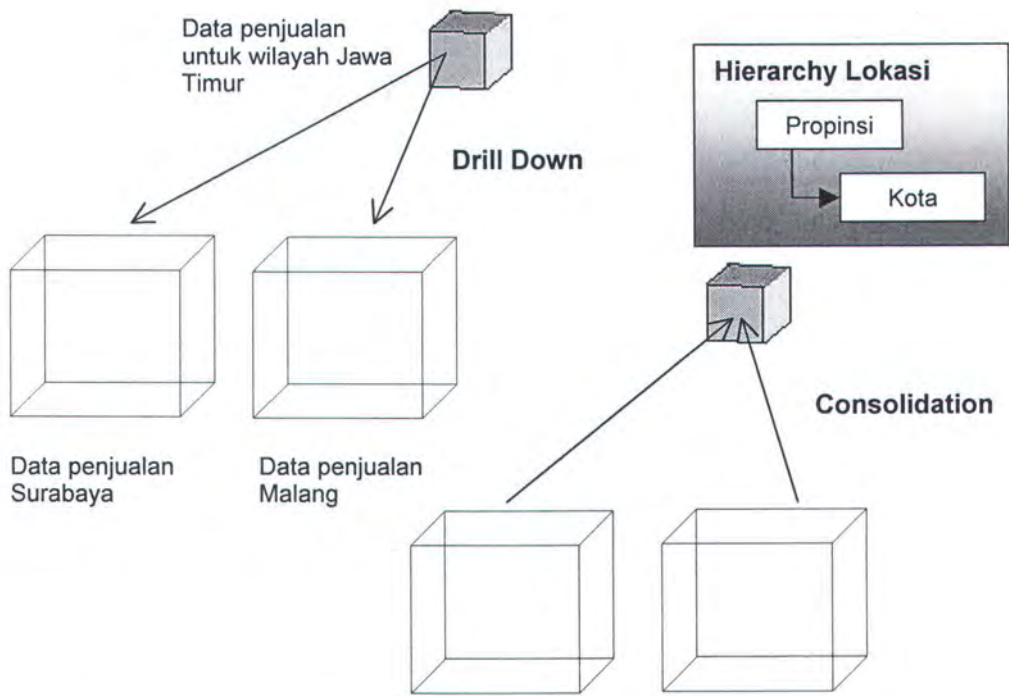 Data penjualan
untuk wilayah Jawa
Timur
Hierarchy Lokasi
Propinsi
Kota
Drill Down
Consolidation
Data penjualan
Surabaya
Data penjualan
Malang